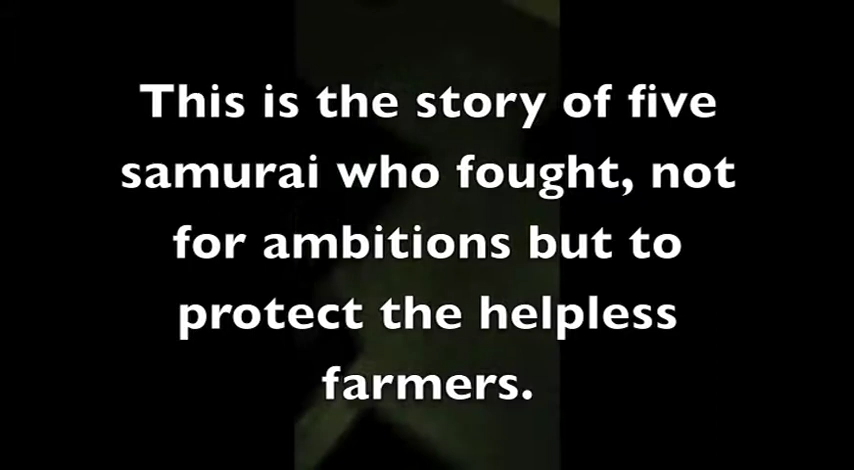 This is the story of five
samurai who fought, not
for ambitions but to
protect the helpless
farmers.